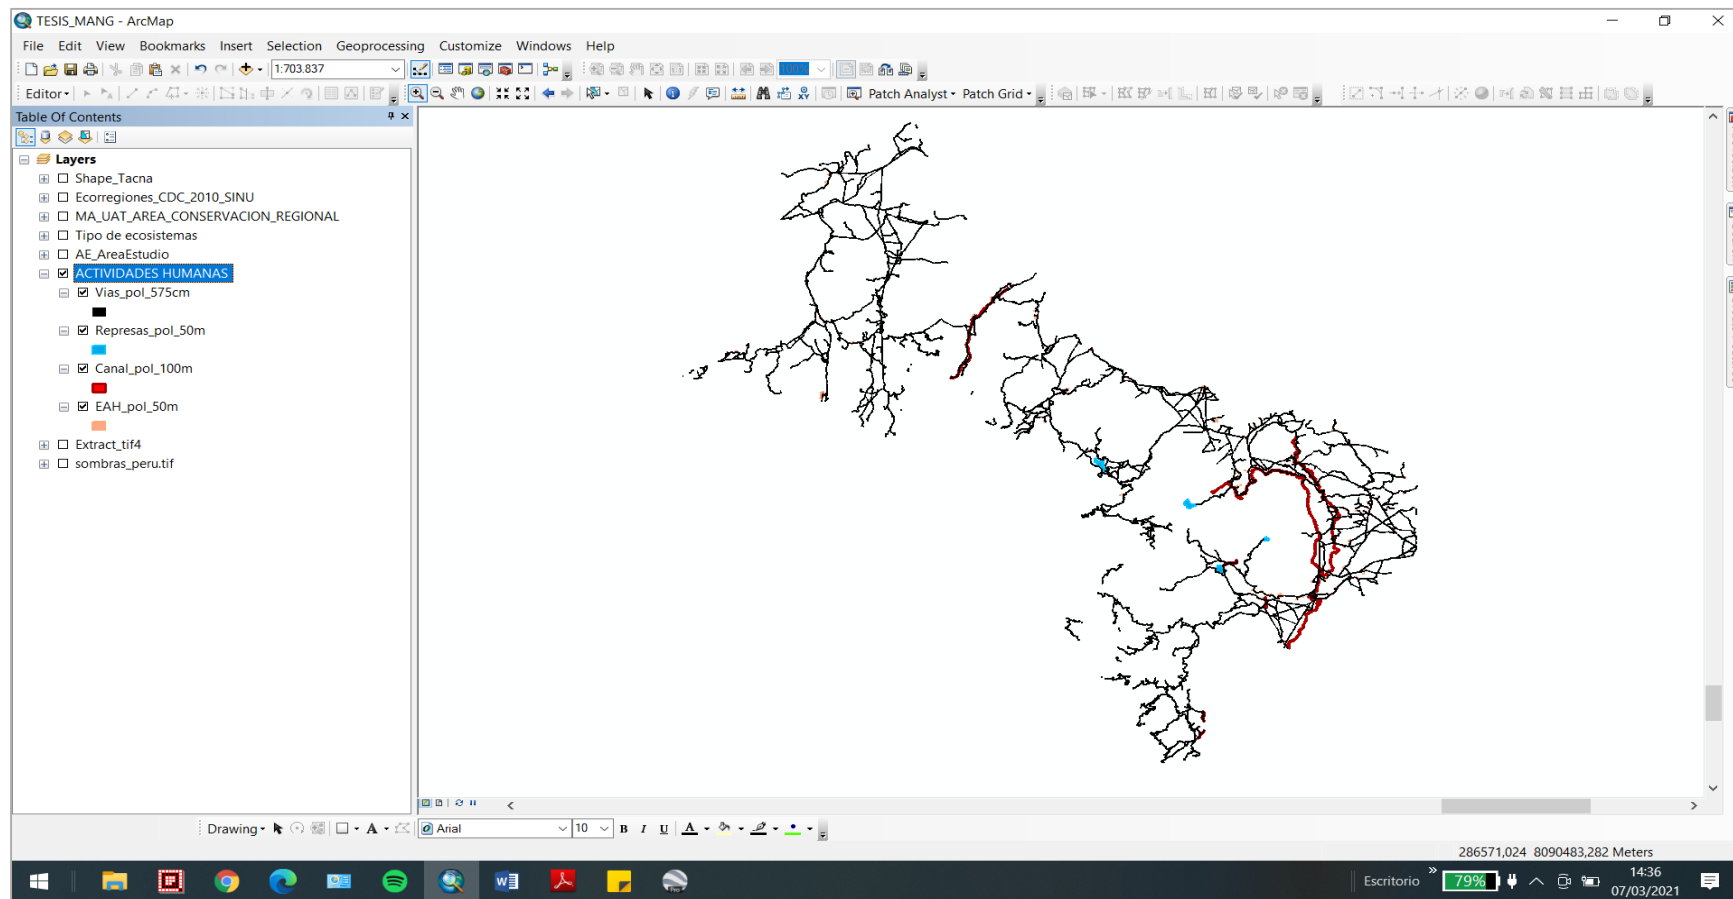 TESIS_MANG - ArcMap
File Edit View Bookmarks Insert Selection Geoprocessing Customize Windows Help
1:703.837
100%
Editor
Patch Analyst Patch Grid
Table Of Contents
Layers
Shape_Tacna
Ecorregiones_CDC_2010_SINU
MA_UAT_AREA_CONSERVACION_REGIONAL
Tipo de ecosistemas
AE_AreaEstudio
ACTIVIDADES HUMANAS
Vias_pol_575cm
Represas_pol_50m
Canal_pol_100m
EAH_pol_50m
Extract_tif4
sombras_peru.tif
Drawing A Arial 10 B I U A
286571,024 8090483,282 Meters
Escritorio 79% 14:36
07/03/2021